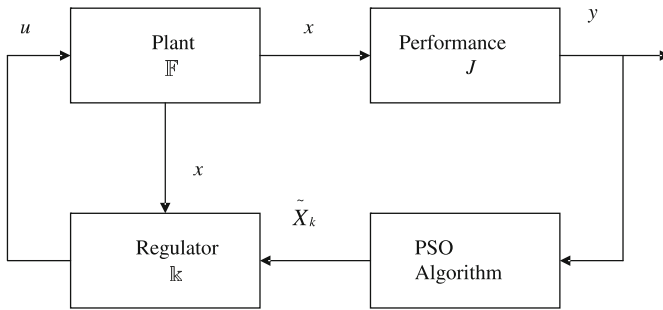 u
Plant
𝔽
x
Performance
J
y
x
X̃ₖ
Regulator
𝕜
PSO
Algorithm